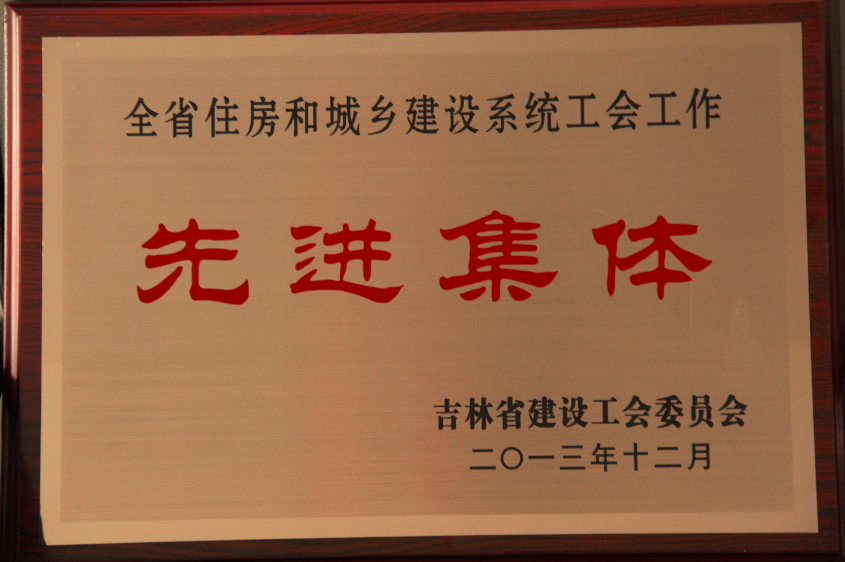 全省住房和城乡建设系统工会工作
先进集体
吉林省建设工会委员会
二〇一三年十二月